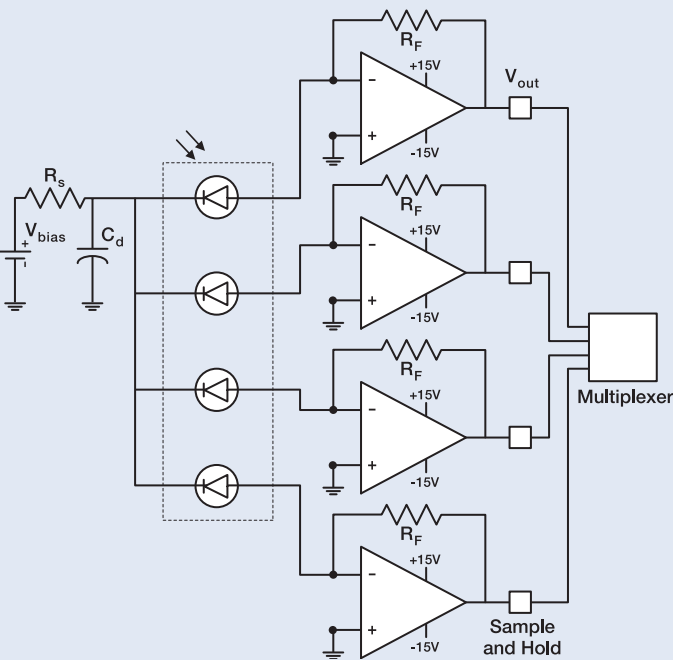 R_F
+15V
−
+
-15V
V_out
R_s
V_bias
+
-
C_d
R_F
+15V
−
+
-15V
R_F
+15V
−
+
-15V
Multiplexer
R_F
+15V
−
+
-15V
Sample
and Hold